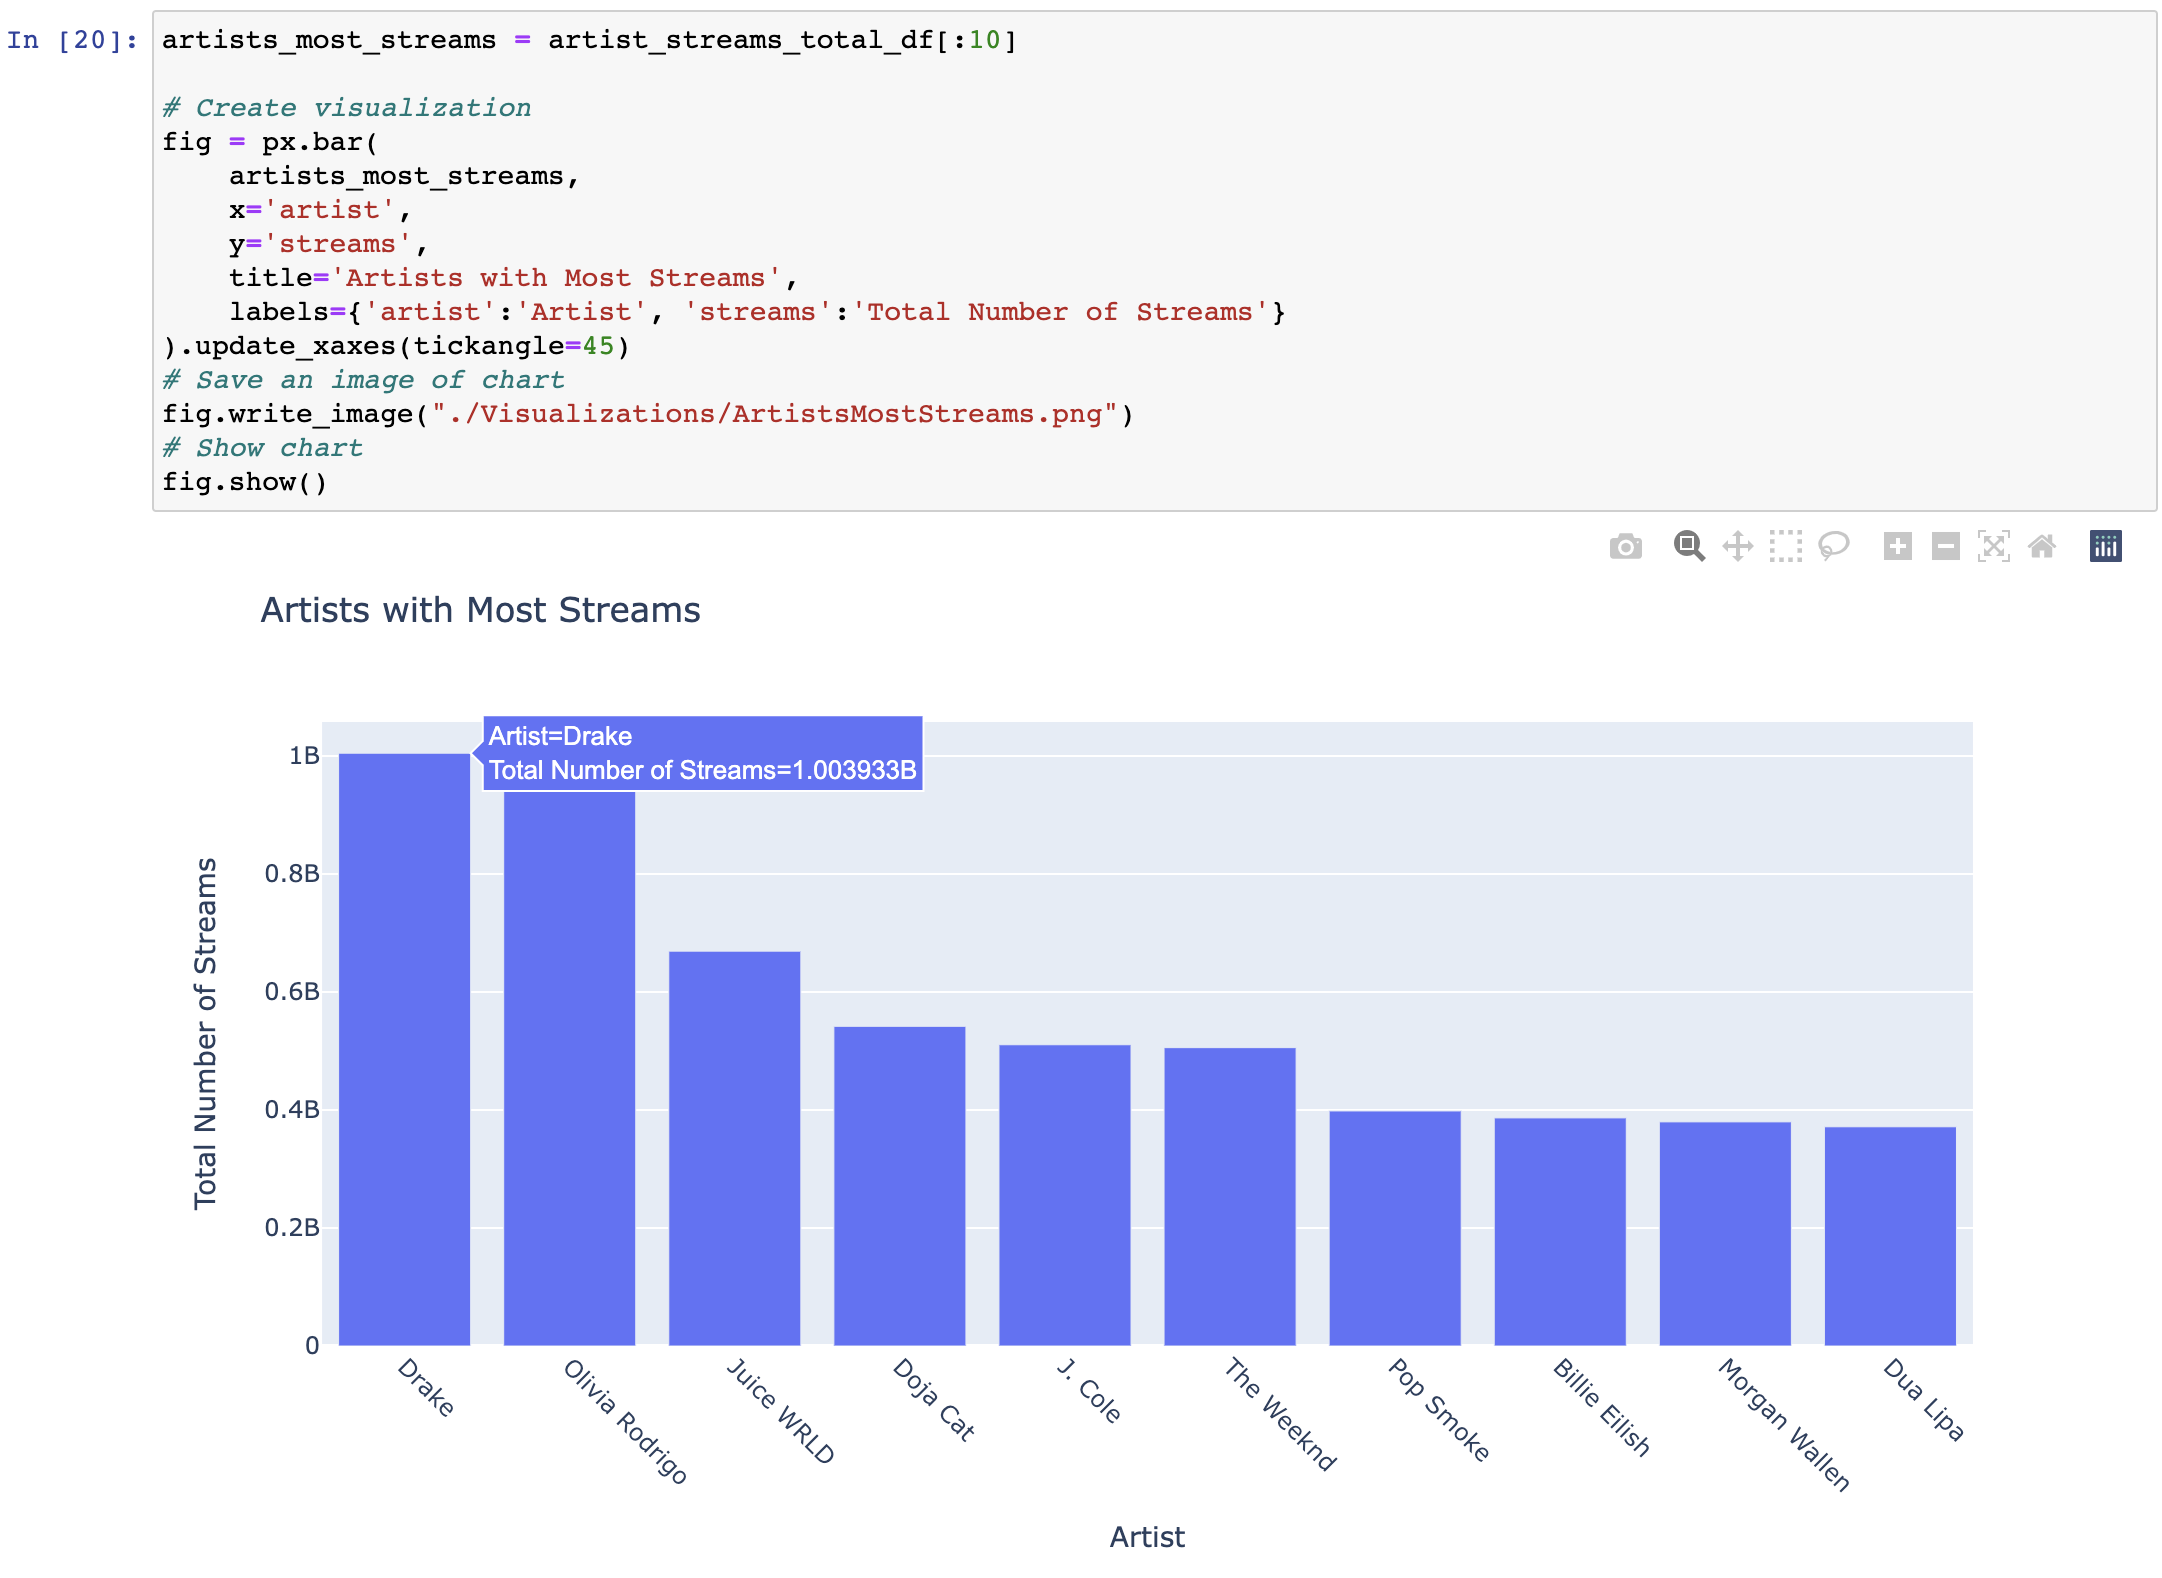 In [20]:
artists_most_streams = artist_streams_total_df[:10]
# Create visualization
fig = px.bar(
    artists_most_streams,
    x='artist',
    y='streams',
    title='Artists with Most Streams',
    labels={'artist':'Artist', 'streams':'Total Number of Streams'}
).update_xaxes(tickangle=45)
# Save an image of chart
fig.write_image("./Visualizations/ArtistsMostStreams.png")
# Show chart
fig.show()
Artists with Most Streams
Artist=Drake
Total Number of Streams=1.003933B
1B
0.8B
0.6B
0.4B
0.2B
0
Total Number of Streams
Drake
Olivia Rodrigo
Juice WRLD
Doja Cat
J. Cole
The Weeknd
Pop Smoke
Billie Eilish
Morgan Wallen
Dua Lipa
Artist